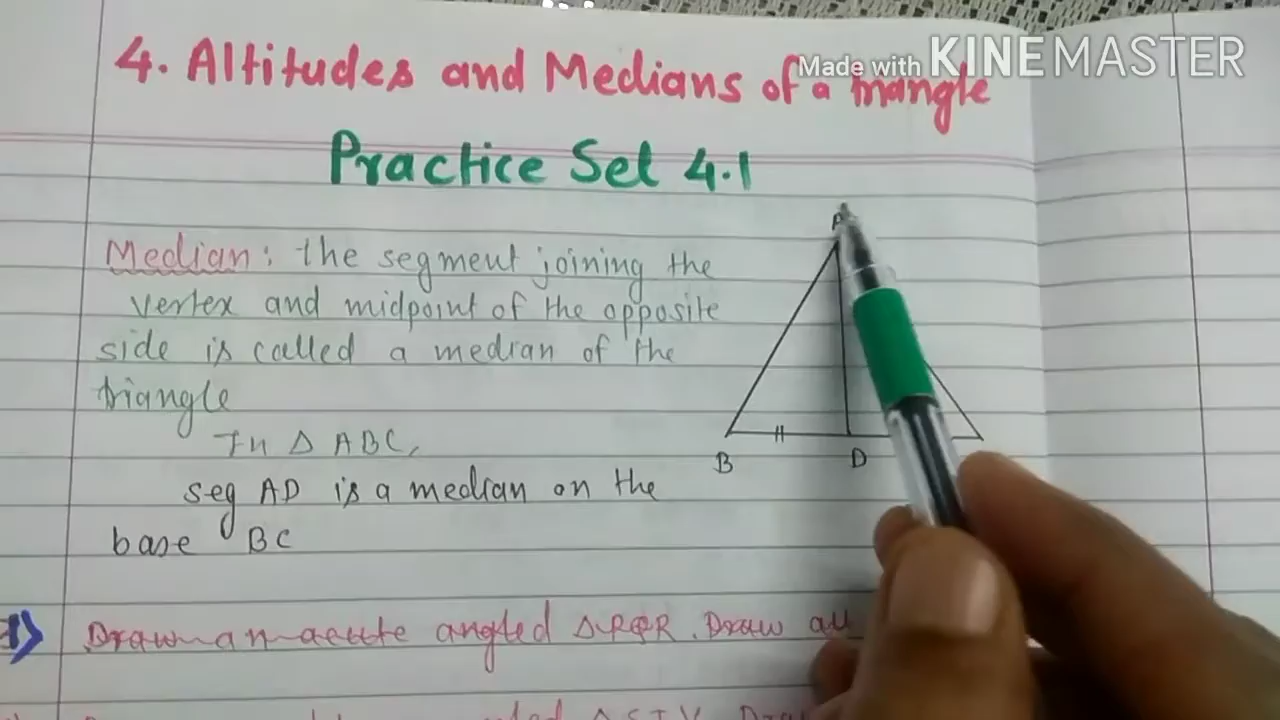 Made with KINEMASTER
4. Altitudes and Medians of a triangle
Practice Set 4.1
Median: the segment joining the
vertex and midpoint of the opposite
side is called a median of the
triangle
In △ ABC,
seg AD is a median on the
base BC
B
D
1) Draw an acute angled △PQR. Draw all
△STV Draw